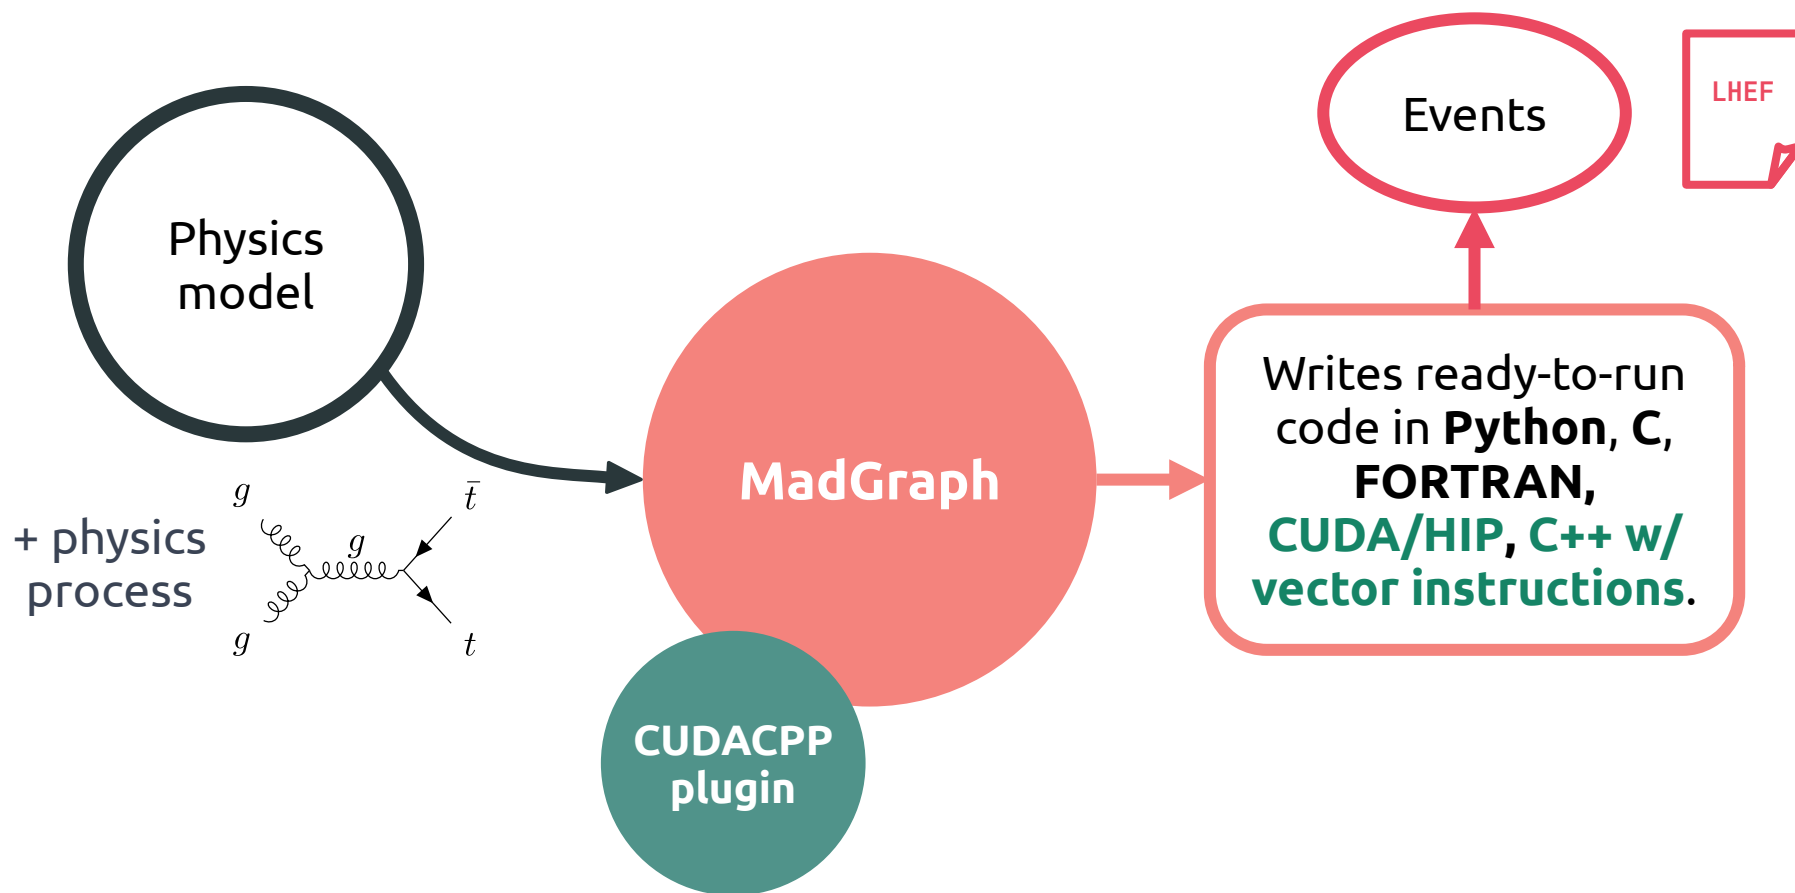 Physics
model
+ physics
process
g
t̄
g
g
t
MadGraph
CUDACPP
plugin
Events
LHEF
Writes ready-to-run
code in Python, C,
FORTRAN,
CUDA/HIP, C++ w/
vector instructions.